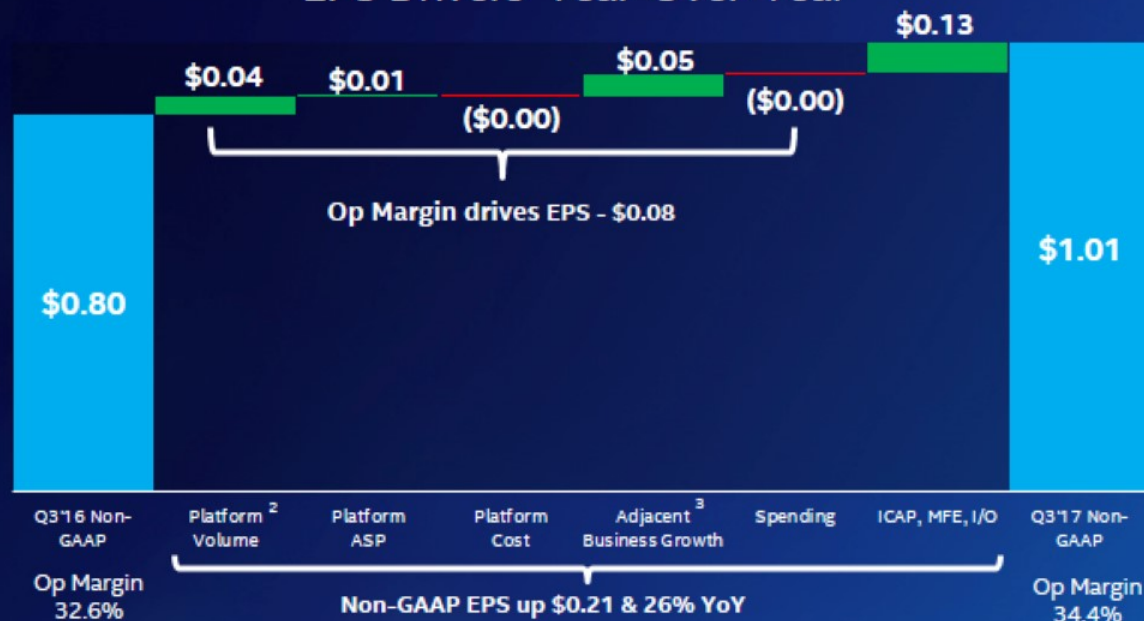 $0.04
$0.01
($0.00)
$0.05
($0.00)
$0.13
Op Margin drives EPS - $0.08
$0.80
$1.01
Q3'16 Non-
GAAP
Platform 2
Volume
Platform
ASP
Platform
Cost
Adjacent 3
Business Growth
Spending
ICAP, MFE, I/O
Q3'17 Non-
GAAP
Op Margin
32.6%
Non-GAAP EPS up $0.21 & 26% YoY
Op Margin
34.4%